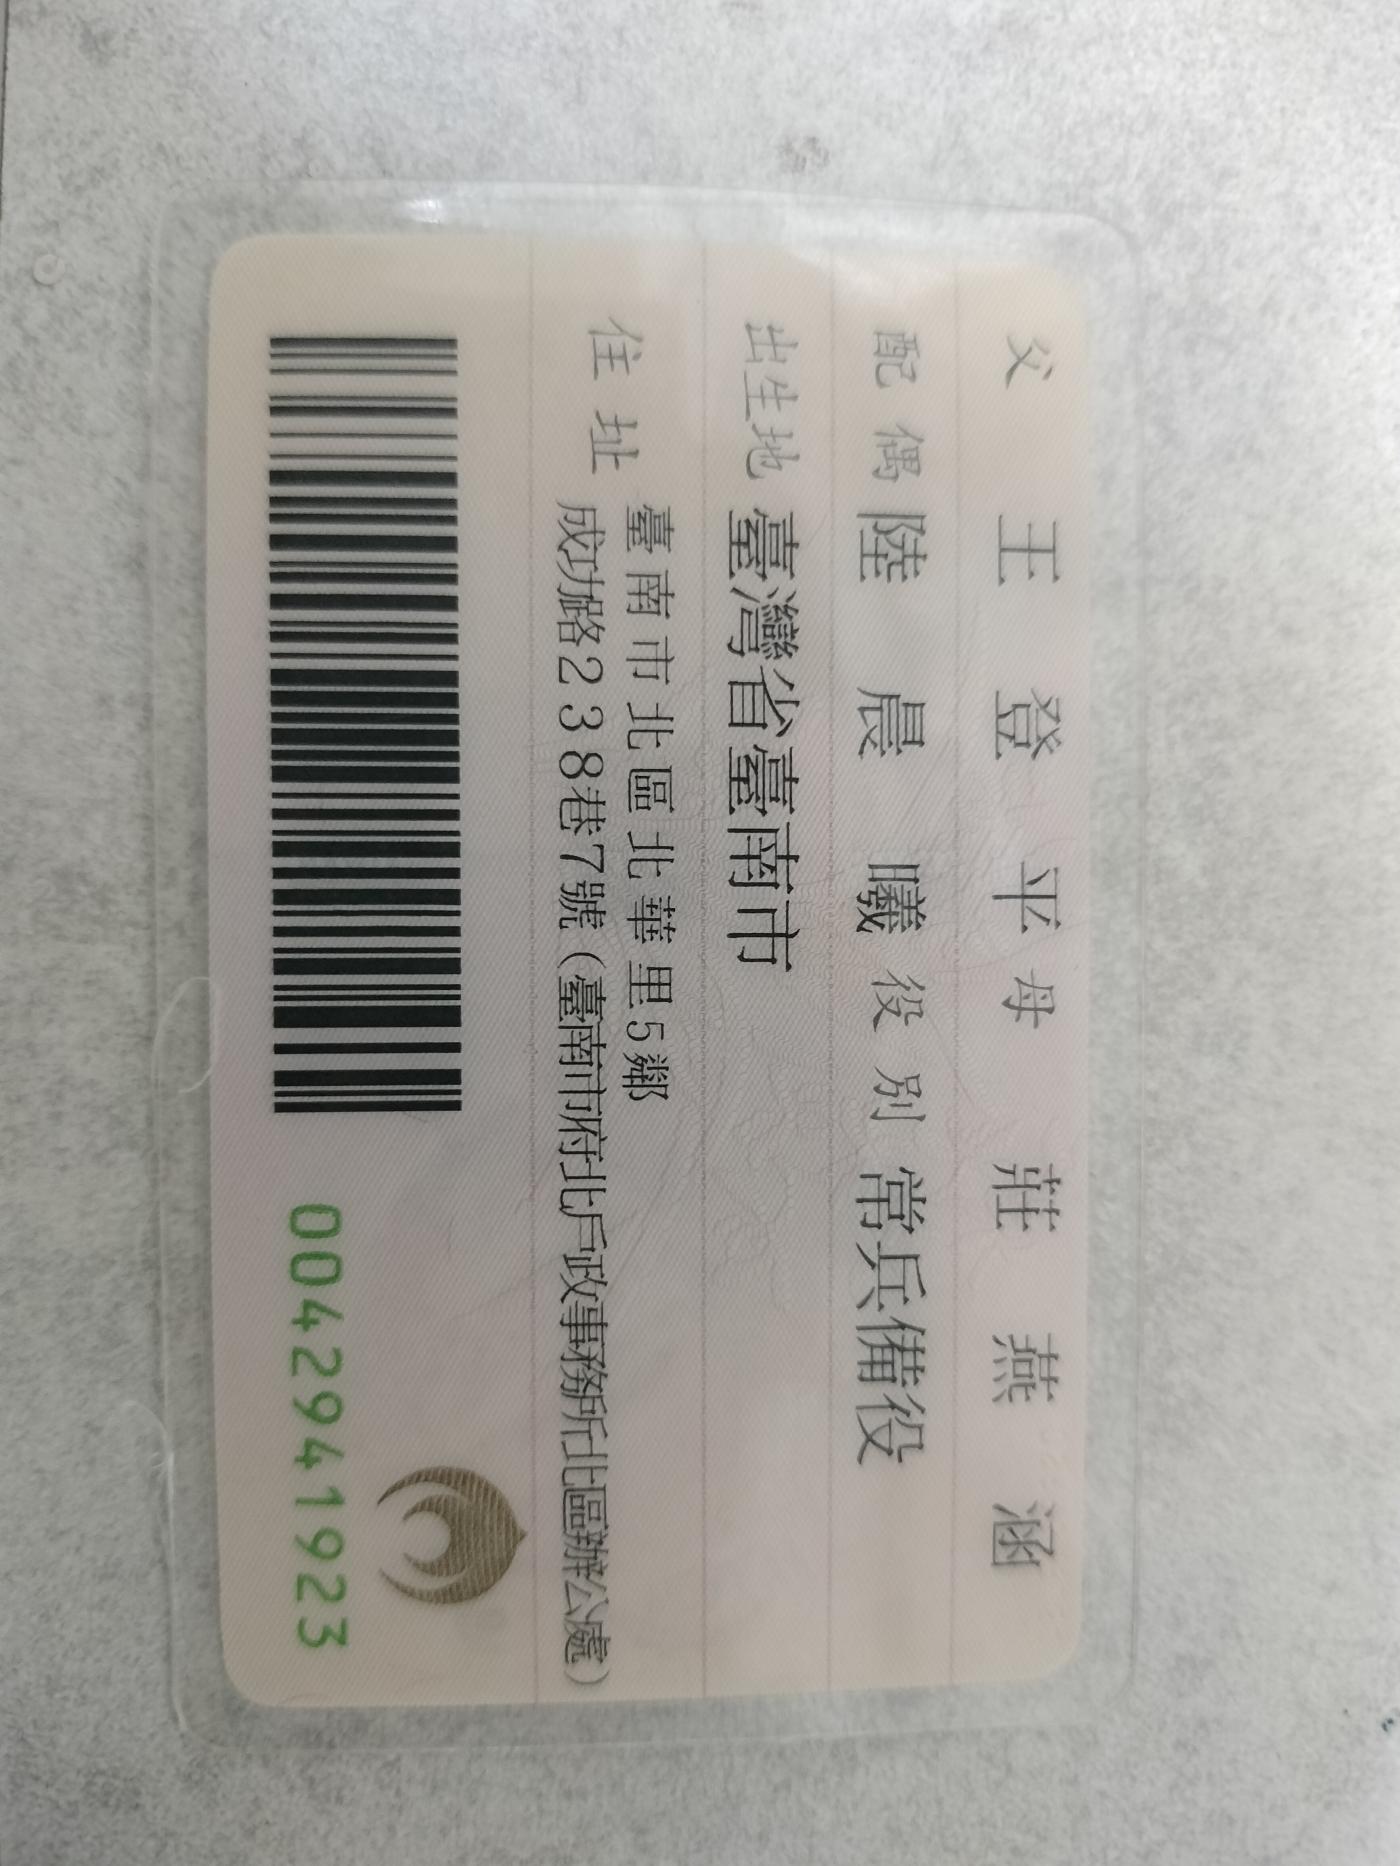 父 王登平 母 莊燕涵
配偶 陸晨曦 役別 常兵備役
出生地 臺灣省臺南市
住址 臺南市北區北華里5鄰
成功路238巷7號（臺南市府北戶政事務所北區辦公處）
0042941923